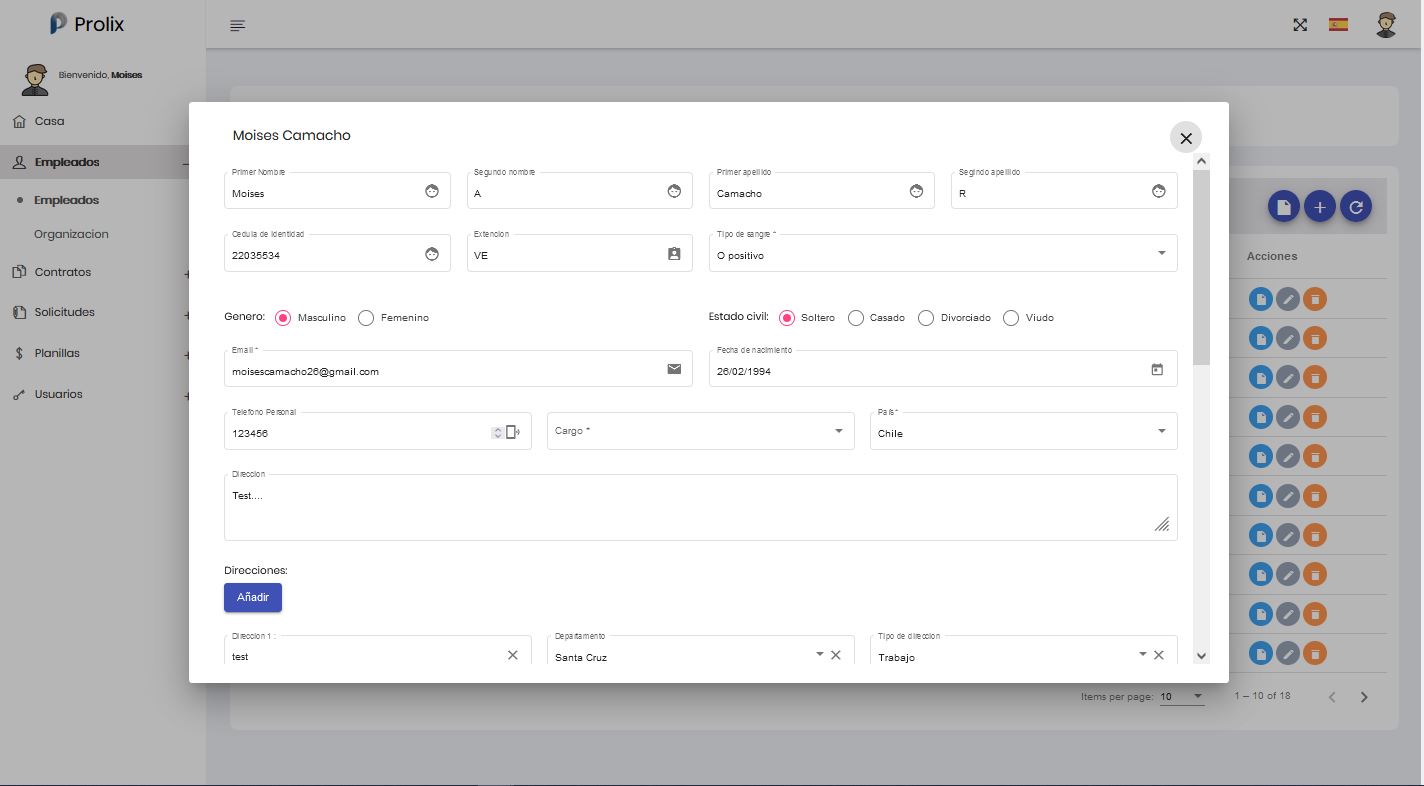 Prolix
Bienvenido, Moises
Casa
Empleados
Empleados
Organizacion
Contratos
Solicitudes
Planillas
Usuarios
Moises Camacho
Primer Nombre
Moises
Segundo nombre
A
Primer apellido
Camacho
Segindo apellido
R
Cedula de Identidad
22035534
Extencion
VE
Tipo de sangre *
O positivo
Genero:
Masculino
Femenino
Estado civil:
Soltero
Casado
Divorciado
Viudo
Email *
moisescamacho26@gmail.com
Fecha de nacimiento
26/02/1994
Telefono Personal
123456
Cargo *
País *
Chile
Direccion
Test....
Direcciones:
Añadir
Direccion 1 :
test
Departamento
Santa Cruz
Tipo de direccion
Trabajo
Acciones
Items per page: 10
1 – 10 of 18